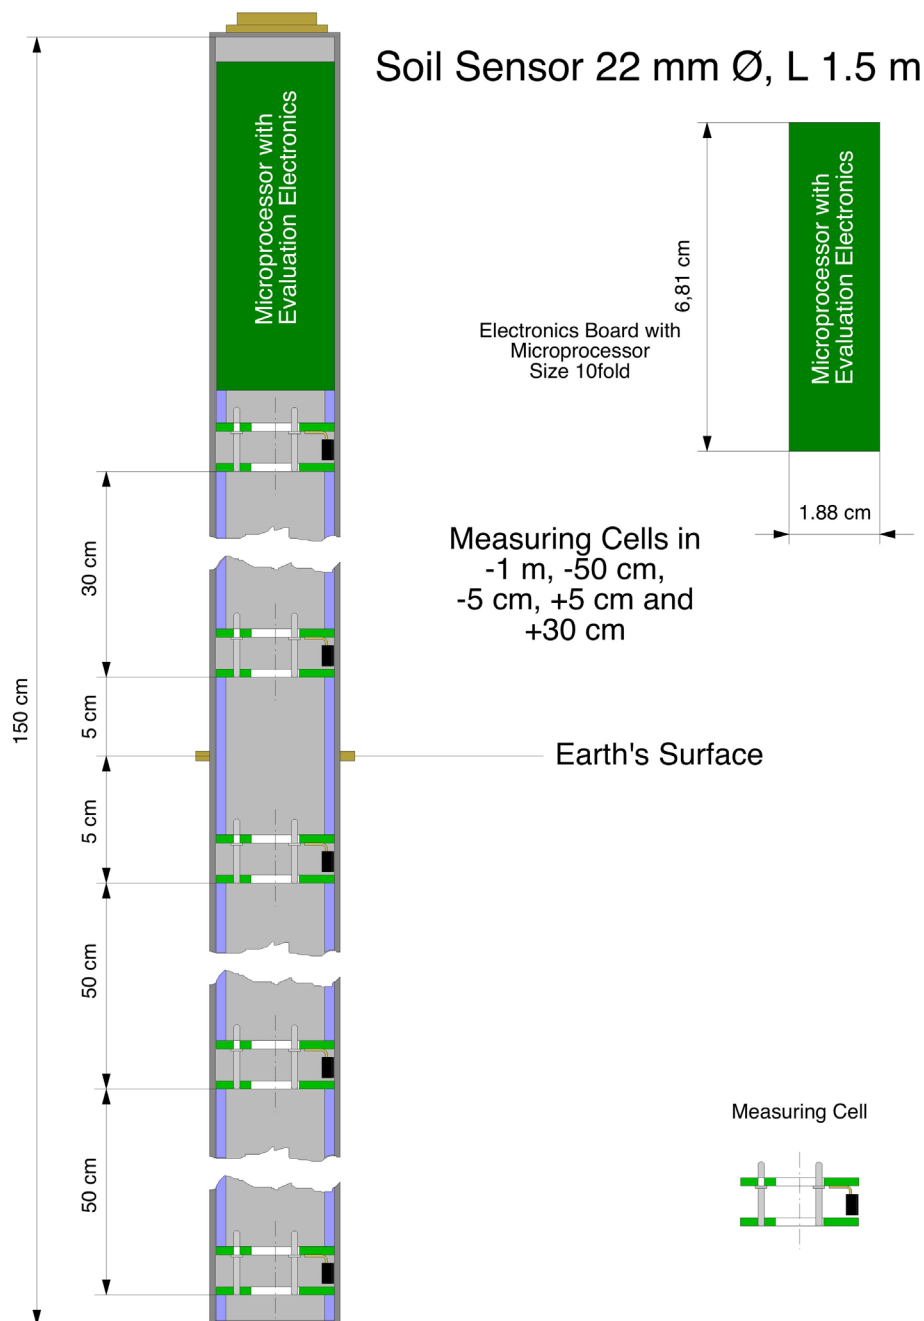 Soil Sensor 22 mm Ø, L 1.5 m
Microprocessor with
Evaluation Electronics
Microprocessor with
Evaluation Electronics
6,81 cm
Electronics Board with
Microprocessor
Size 10fold
1.88 cm
Measuring Cells in
-1 m, -50 cm,
-5 cm, +5 cm and
+30 cm
30 cm
150 cm
5 cm
Earth's Surface
5 cm
50 cm
50 cm
Measuring Cell